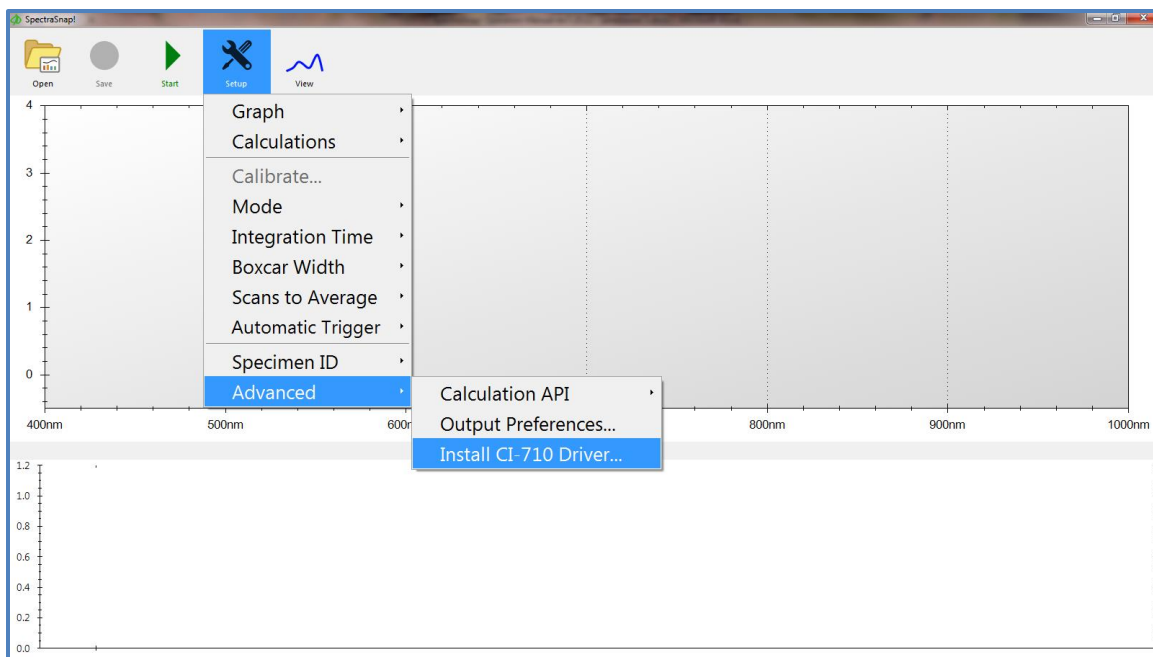 SpectraSnap!
Open Save Start Setup View
Graph
Calculations
Calibrate...
Mode
Integration Time
Boxcar Width
Scans to Average
Automatic Trigger
Specimen ID
Advanced
Calculation API
Output Preferences...
Install CI-710 Driver...
4
3
2
1
0
400nm 500nm 600n 800nm 900nm 1000nm
1.2
1.0
0.8
0.6
0.4
0.2
0.0